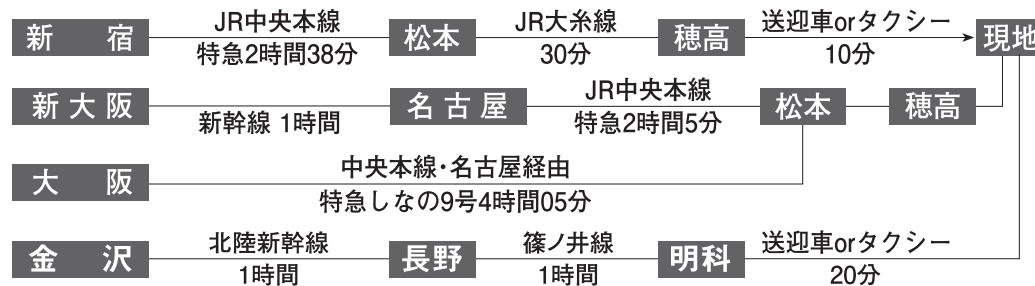 新宿 JR中央本線 特急2時間38分 松本 JR大糸線 30分 穂高 送迎車orタクシー 10分 現地
新大阪 新幹線 1時間 名古屋 JR中央本線 特急2時間5分 松本 穂高
大阪 中央本線・名古屋経由 特急しなの9号4時間05分
金沢 北陸新幹線 1時間 長野 篠ノ井線 1時間 明科 送迎車orタクシー 20分